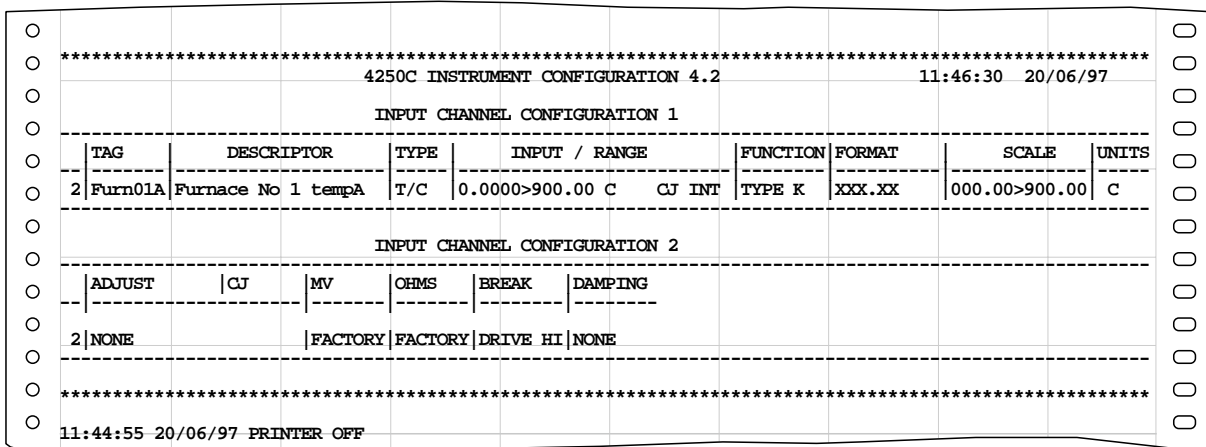 ************************************************************************************************************
4250C INSTRUMENT CONFIGURATION 4.2 11:46:30 20/06/97
INPUT CHANNEL CONFIGURATION 1
------------------------------------------------------------------------------------------------------------
|TAG | DESCRIPTOR |TYPE | INPUT / RANGE |FUNCTION|FORMAT | SCALE |UNITS
--|-------|--------------------|-----|--------------------------|--------|----------|-------------|-----
2|Furn01A|Furnace No 1 tempA |T/C |0.0000>900.00 C CJ INT |TYPE K |XXX.XX |000.00>900.00| C
------------------------------------------------------------------------------------------------------------
INPUT CHANNEL CONFIGURATION 2
------------------------------------------------------------------------------------------------------------
|ADJUST |CJ |MV |OHMS |BREAK |DAMPING
--|--------------------|-------|-------|--------|--------
2|NONE |FACTORY|FACTORY|DRIVE HI|NONE
------------------------------------------------------------------------------------------------------------
************************************************************************************************************
11:44:55 20/06/97 PRINTER OFF